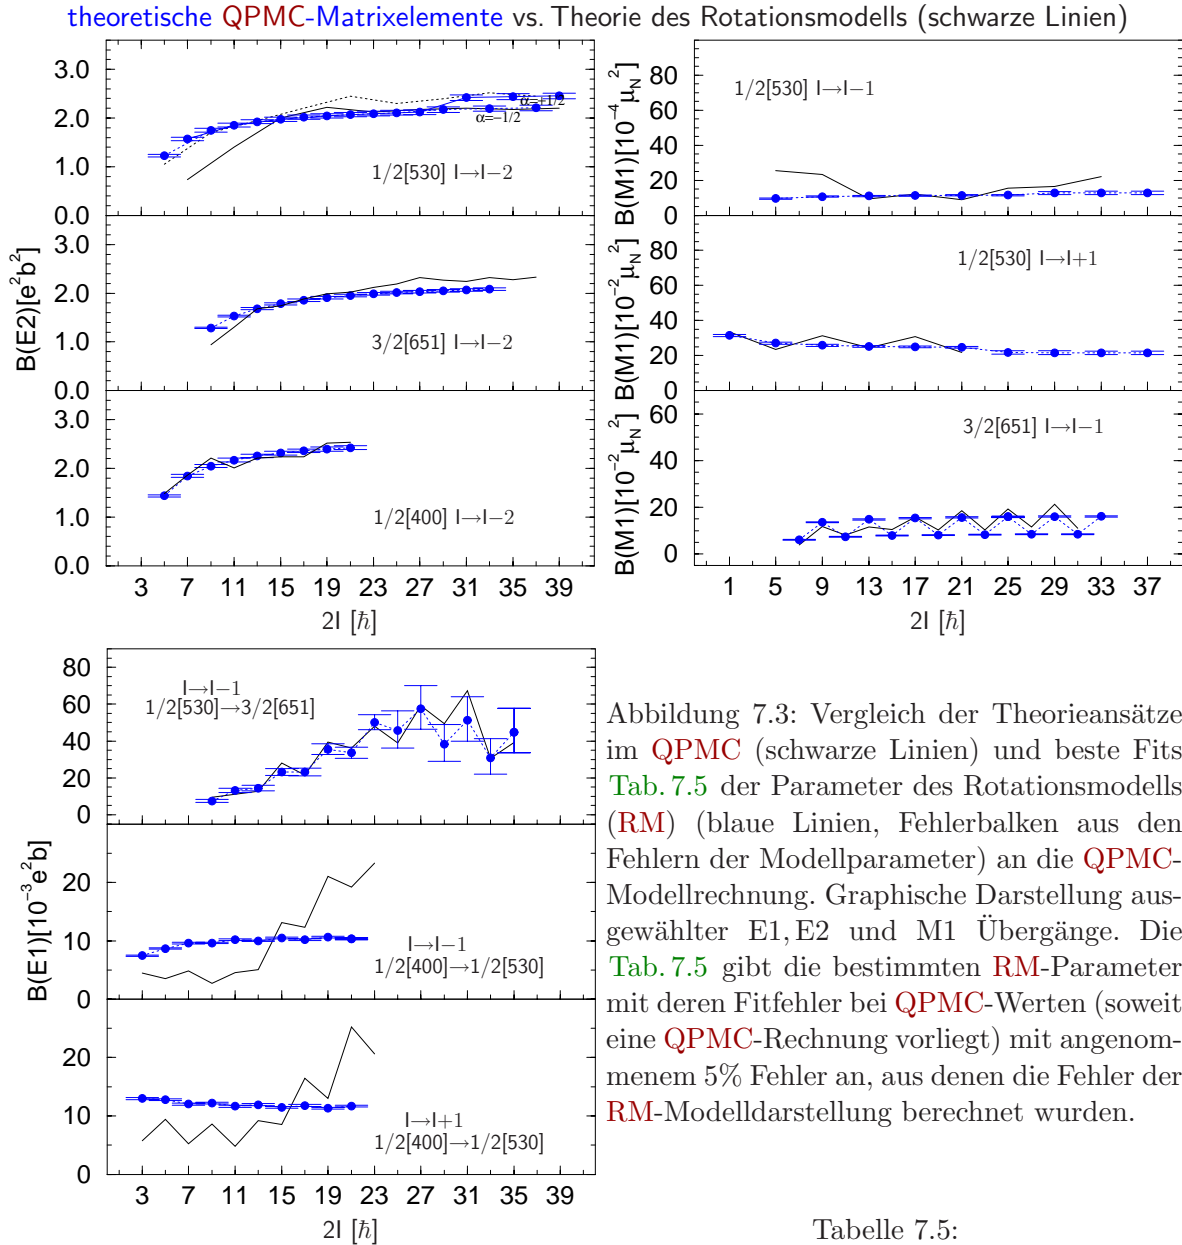 theoretische QPMC-Matrixelemente vs. Theorie des Rotationsmodells (schwarze Linien)
3.0
2.0
1.0
0.0
α=+1/2
α=−1/2
1/2[530] I→I−2
3.0
2.0
1.0
0.0
B(E2)[e²b²]
3/2[651] I→I−2
3.0
2.0
1.0
0.0
1/2[400] I→I−2
3 7 11 15 19 23 27 31 35 39
2I [ℏ]
80
60
40
20
0
B(M1)[10⁻⁴μ_N²]
1/2[530] I→I−1
60
40
20
0
B(M1)[10⁻²μ_N²]
1/2[530] I→I+1
60
40
20
0
B(M1)[10⁻²μ_N²]
3/2[651] I→I−1
1 5 9 13 17 21 25 29 33 37
2I [ℏ]
80
60
40
20
0
I→I−1
1/2[530]→3/2[651]
20
10
0
B(E1)[10⁻³e²b]
I→I−1
1/2[400]→1/2[530]
20
10
0
I→I+1
1/2[400]→1/2[530]
3 7 11 15 19 23 27 31 35 39
2I [ℏ]
Abbildung 7.3: Vergleich der Theorieansätze
im QPMC (schwarze Linien) und beste Fits
Tab. 7.5 der Parameter des Rotationsmodells
(RM) (blaue Linien, Fehlerbalken aus den
Fehlern der Modellparameter) an die QPMC-
Modellrechnung. Graphische Darstellung aus-
gewählter E1, E2 und M1 Übergänge. Die
Tab. 7.5 gibt die bestimmten RM-Parameter
mit deren Fitfehler bei QPMC-Werten (soweit
eine QPMC-Rechnung vorliegt) mit angenom-
menem 5% Fehler an, aus denen die Fehler der
RM-Modelldarstellung berechnet wurden.
Tabelle 7.5: